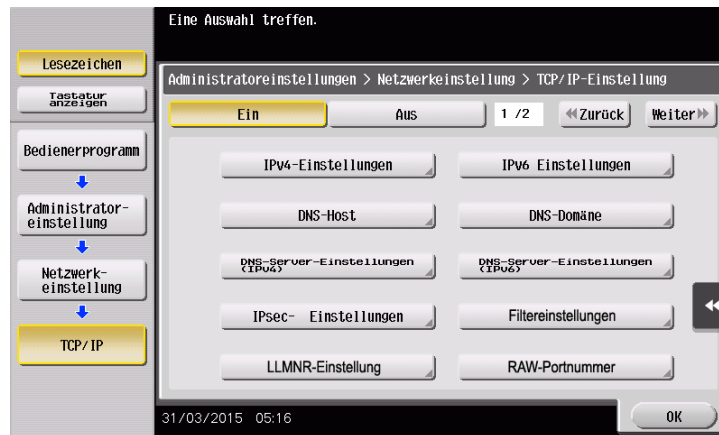 Eine Auswahl treffen.
Lesezeichen
Tastatur
anzeigen
Bedienerprogramm
Administrator-
einstellung
Netzwerk-
einstellung
TCP/IP
Administratoreinstellungen > Netzwerkeinstellung > TCP/IP-Einstellung
Ein Aus 1 /2 Zurück Weiter
IPv4-Einstellungen IPv6 Einstellungen
DNS-Host DNS-Domäne
DNS-Server-Einstellungen
(IPv4)
DNS-Server-Einstellungen
(IPv6)
IPsec- Einstellungen Filtereinstellungen
LLMNR-Einstellung RAW-Portnummer
31/03/2015 05:16 OK